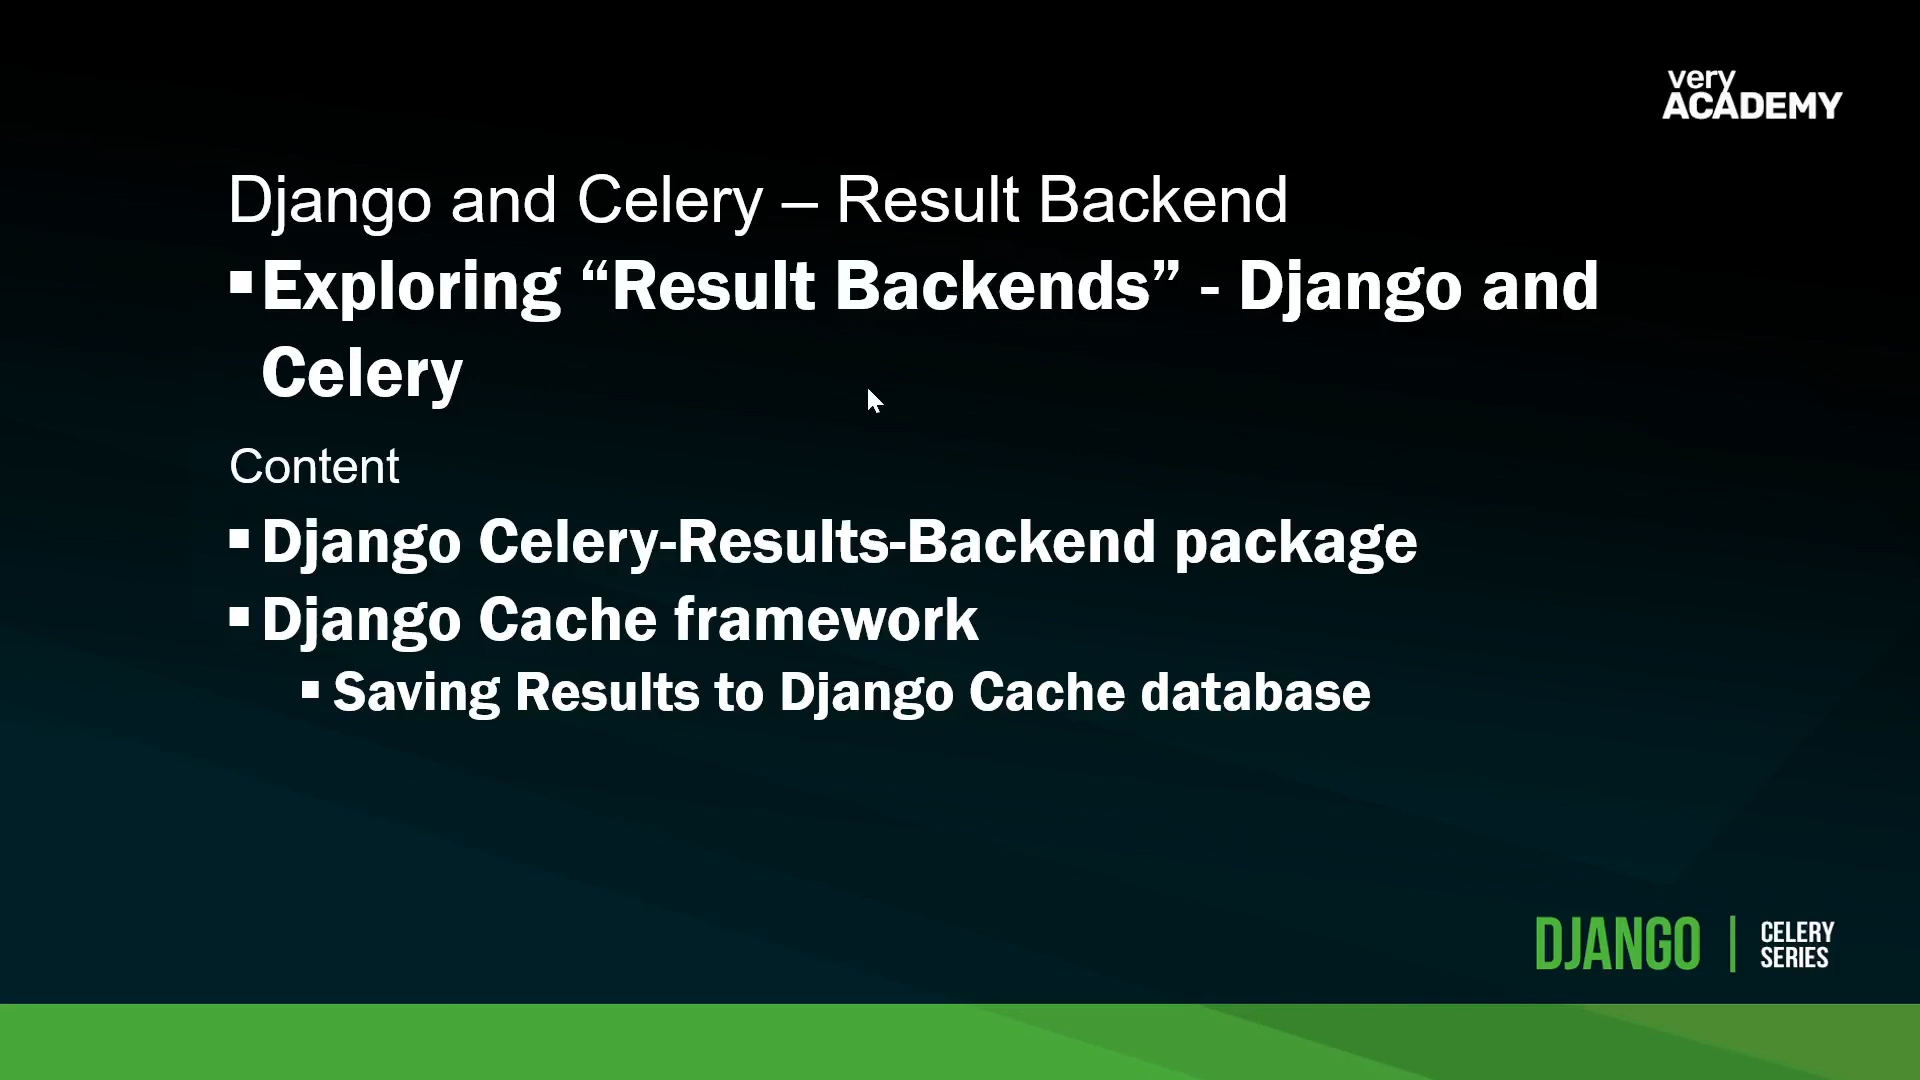 very
ACADEMY
Django and Celery – Result Backend
▪Exploring “Result Backends” - Django and
Celery
Content
▪Django Celery-Results-Backend package
▪Django Cache framework
▪Saving Results to Django Cache database
DJANGO | CELERY
SERIES